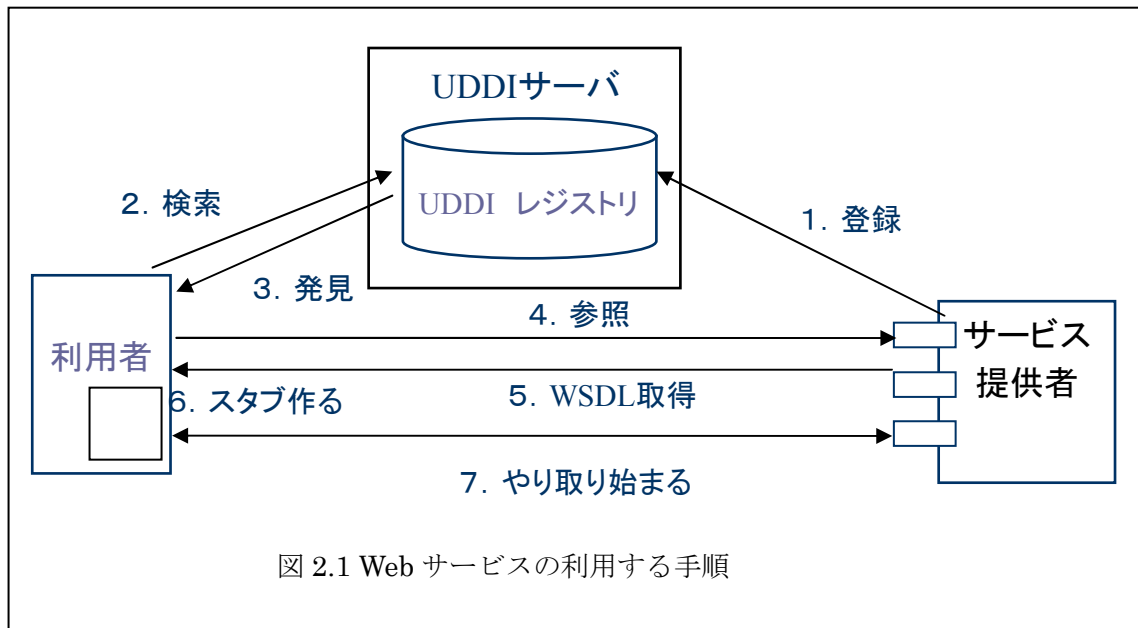 UDDIサーバ
UDDI レジストリ
2. 検索
1. 登録
3. 発見
4. 参照
利用者
サービス
提供者
6. スタブ作る
5. WSDL取得
7. やり取り始まる
図 2.1 Web サービスの利用する手順